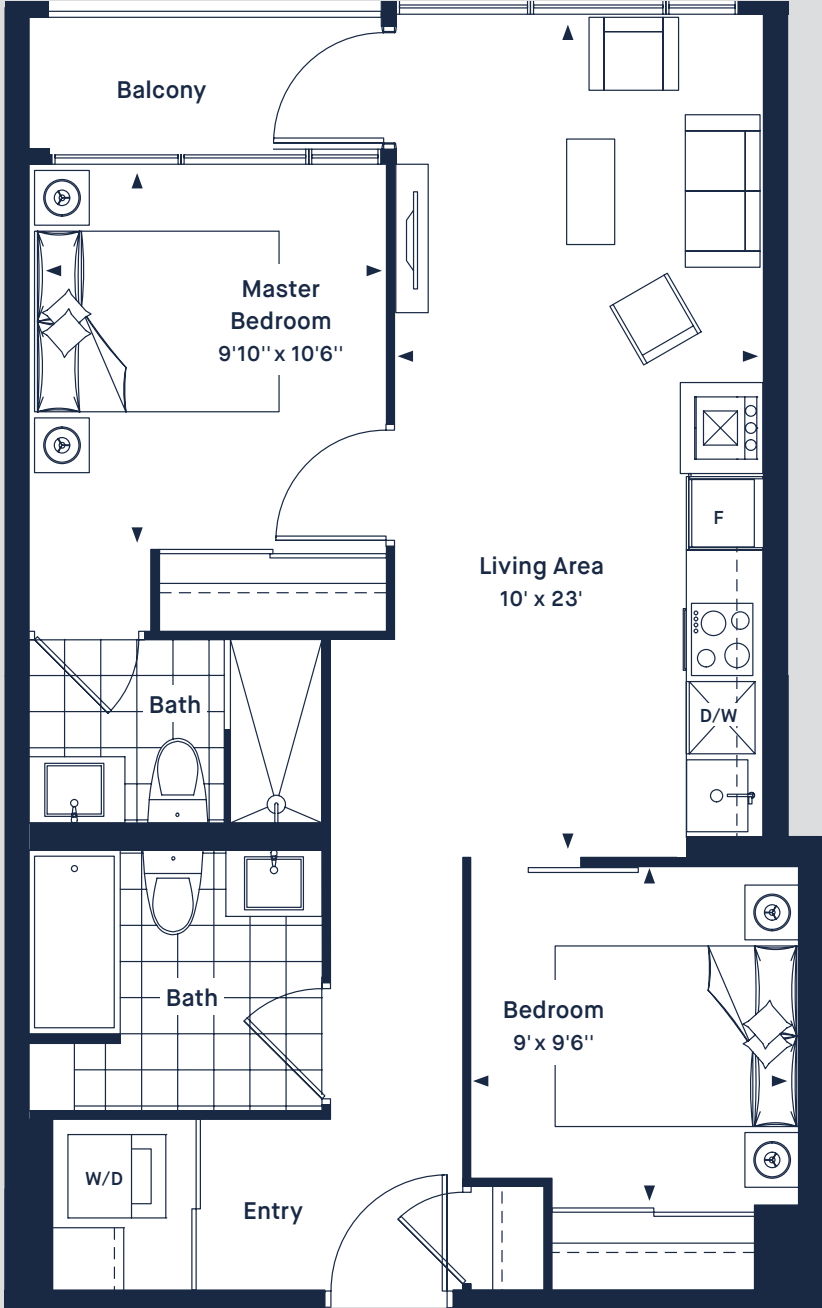 Balcony
Master
Bedroom
9'10'' x 10'6''
F
Living Area
10' x 23'
Bath
D/W
Bath
Bedroom
9' x 9'6''
W/D
Entry